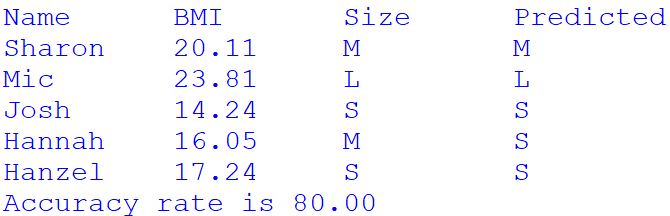 Name BMI Size Predicted
Sharon 20.11 M M
Mic 23.81 L L
Josh 14.24 S S
Hannah 16.05 M S
Hanzel 17.24 S S
Accuracy rate is 80.00